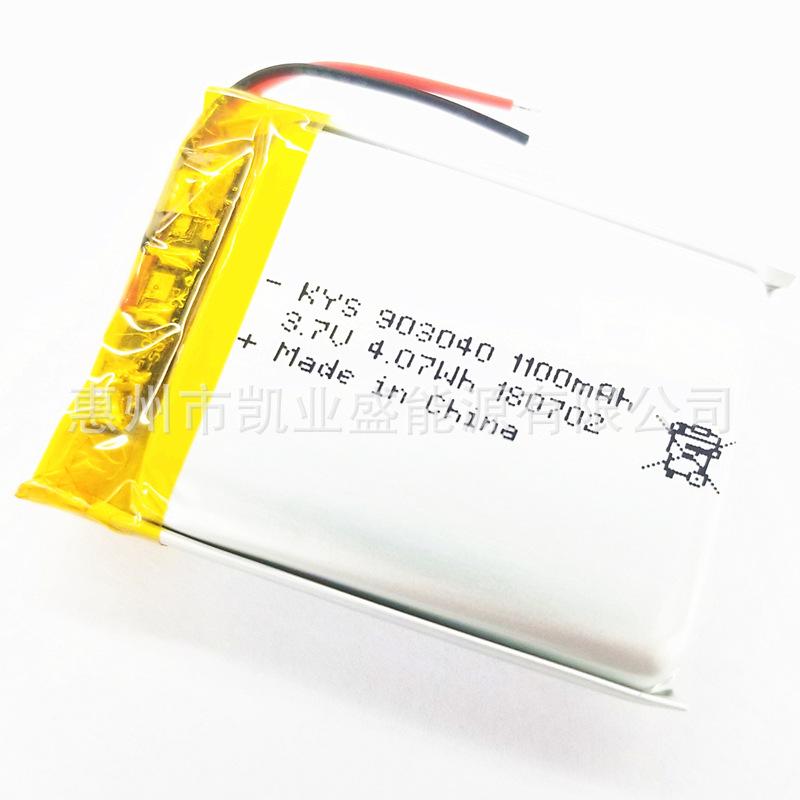 - KYS 903040 1100mAh
3.7V 4.07Wh 180702
+ Made in China
惠州市凯业盛能源有限公司